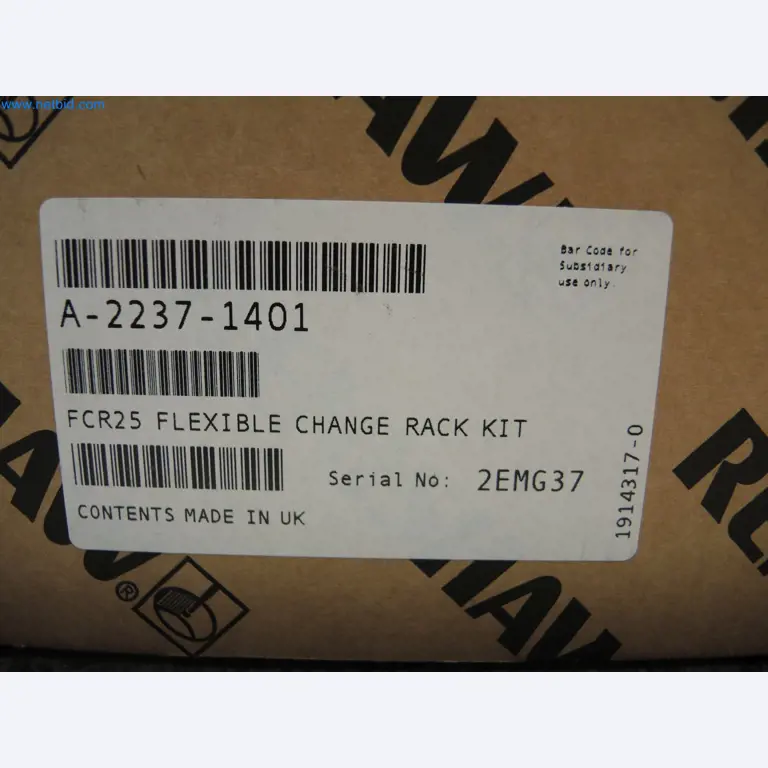 www.netbid.com
Bar Code for
Subsidiary
use only.
A-2237-1401
FCR25 FLEXIBLE CHANGE RACK KIT
Serial No: 2EMG37
CONTENTS MADE IN UK
1914317-0